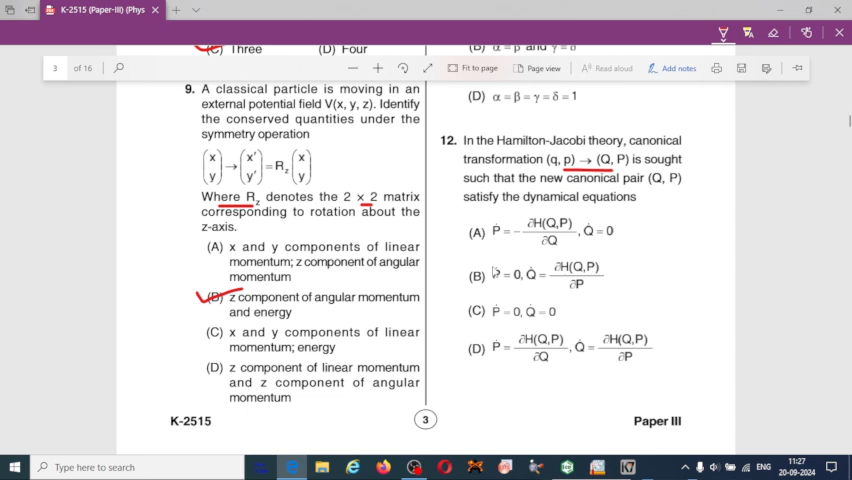 K-2515 (Paper-III) (Phys
3 of 16
Fit to page
Page view
Read aloud
Add notes
(C) Three (D) Four
9. A classical particle is moving in an
external potential field V(x, y, z). Identify
the conserved quantities under the
symmetry operation
(x y) → (x′ y′) = R_z (x y)
Where R_z denotes the 2 × 2 matrix
corresponding to rotation about the
z-axis.
(A) x and y components of linear
momentum; z component of angular
momentum
(B) z component of angular momentum
and energy
(C) x and y components of linear
momentum; energy
(D) z component of linear momentum
and z component of angular
momentum
(B) α = β and γ = δ
(D) α = β = γ = δ = 1
12. In the Hamilton-Jacobi theory, canonical
transformation (q, p) → (Q, P) is sought
such that the new canonical pair (Q, P)
satisfy the dynamical equations
(A) Ṗ = − ∂H(Q,P)/∂Q, Q̇ = 0
(B) Ṗ = 0, Q̇ = ∂H(Q,P)/∂P
(C) Ṗ = 0, Q̇ = 0
(D) Ṗ = ∂H(Q,P)/∂Q, Q̇ = ∂H(Q,P)/∂P
K-2515 3 Paper III
Type here to search
ENG
11:27
20-09-2024